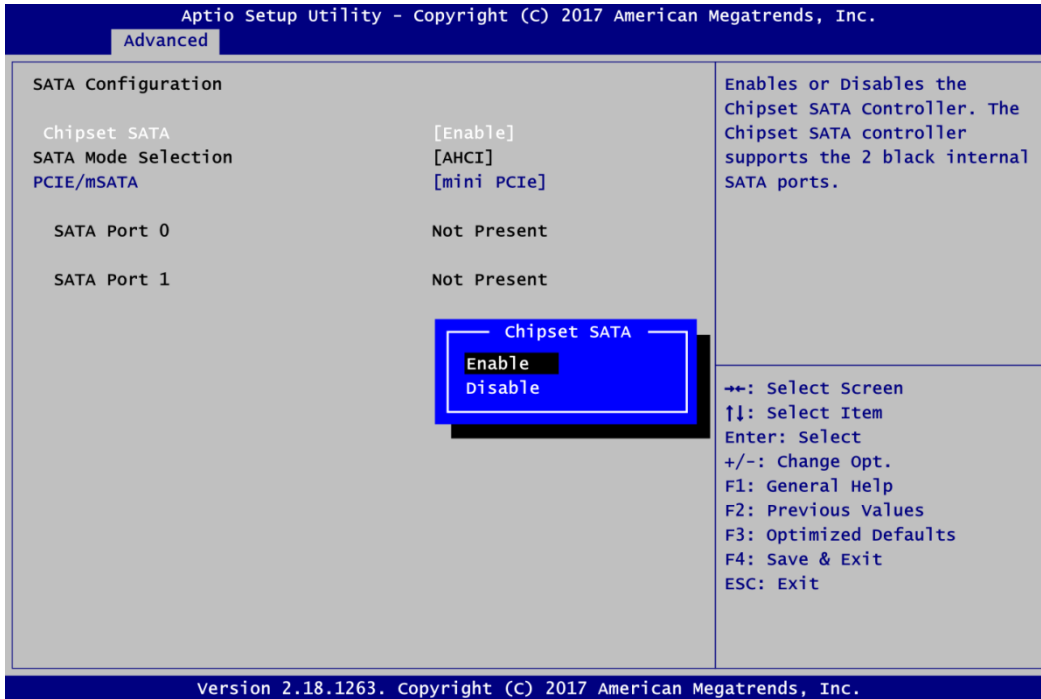 Aptio Setup Utility - Copyright (C) 2017 American Megatrends, Inc.
Advanced
SATA Configuration
Chipset SATA [Enable]
SATA Mode Selection [AHCI]
PCIE/mSATA [mini PCIe]
SATA Port 0 Not Present
SATA Port 1 Not Present
Chipset SATA
Enable
Disable
Enables or Disables the
Chipset SATA Controller. The
Chipset SATA controller
supports the 2 black internal
SATA ports.
→←: Select Screen
↑↓: Select Item
Enter: Select
+/-: Change Opt.
F1: General Help
F2: Previous Values
F3: Optimized Defaults
F4: Save & Exit
ESC: Exit
Version 2.18.1263. Copyright (C) 2017 American Megatrends, Inc.